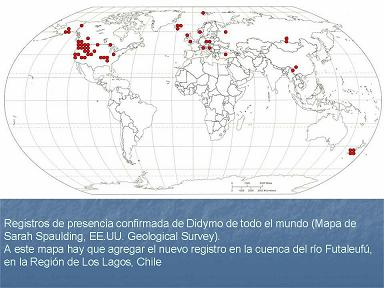 Registros de presencia confirmada de Didymo de todo el mundo (Mapa de
Sarah Spaulding, EE.UU. Geological Survey).
A este mapa hay que agregar el nuevo registro en la cuenca del río Futaleufú,
en la Región de Los Lagos, Chile